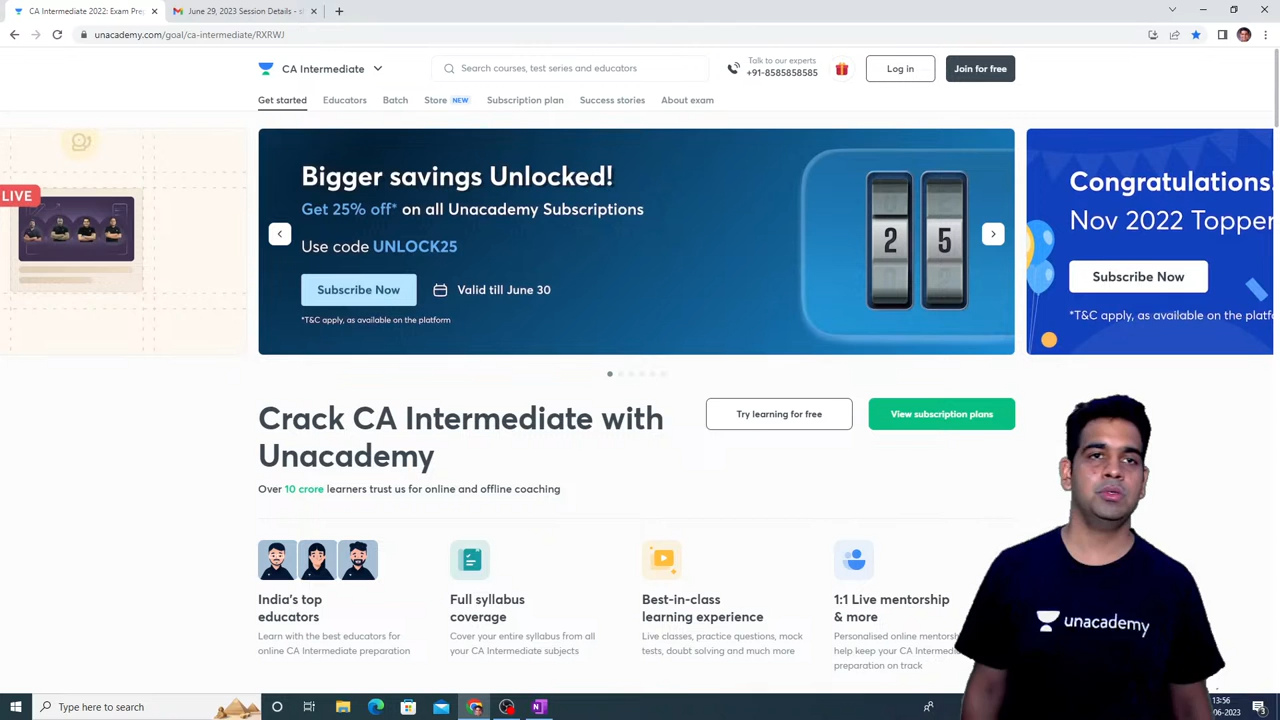 CA Intermediate 2022: Exam Prep
June 29, 2023 Session Details - s
unacademy.com/goal/ca-intermediate/RXRWJ
CA Intermediate
Search courses, test series and educators
Talk to our experts
+91-8585858585
Log in
Join for free
Get started
Educators
Batch
Store NEW
Subscription plan
Success stories
About exam
LIVE
Bigger savings Unlocked!
Get 25% off* on all Unacademy Subscriptions
Use code UNLOCK25
Subscribe Now
Valid till June 30
*T&C apply, as available on the platform
2 5
Congratulations!
Nov 2022 Topper
Subscribe Now
*T&C apply, as available on the
Crack CA Intermediate with
Unacademy
Try learning for free
View subscription plans
Over 10 crore learners trust us for online and offline coaching
India's top
educators
Learn with the best educators for
online CA Intermediate preparation
Full syllabus
coverage
Cover your entire syllabus from all
your CA Intermediate subjects
Best-in-class
learning experience
Live classes, practice questions, mock
tests, doubt solving and much more
1:1 Live mentorship
& more
Personalised online
help keep your CA
preparation on track
unacademy
Type here to search
13:56
06-2023
3